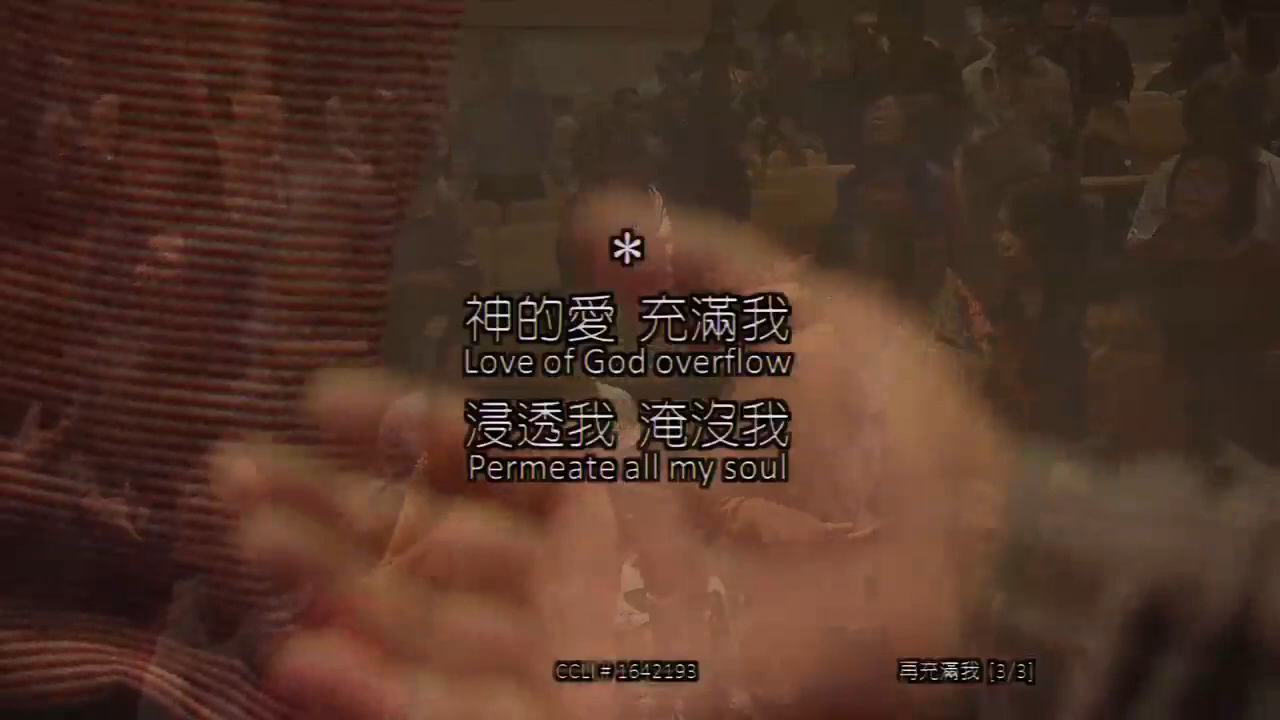 *
神的愛 充滿我
Love of God overflow
浸透我 淹沒我
Permeate all my soul
CCLI # 1642193
再充滿我 [3/3]